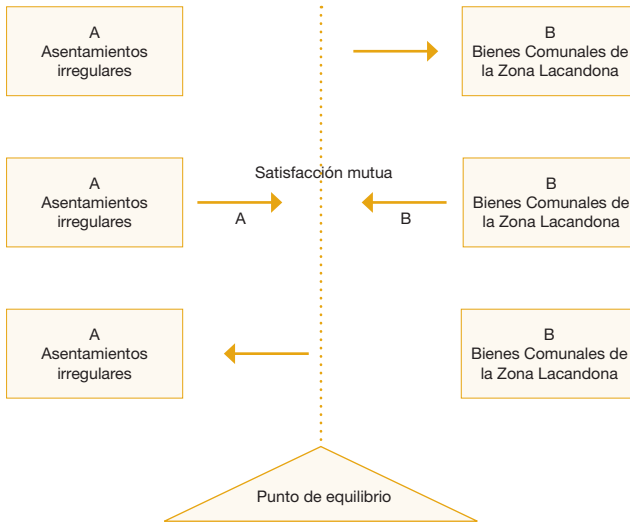 A
Asentamientos
irregulares
B
Bienes Comunales de
la Zona Lacandona
Satisfacción mutua
A
Asentamientos
irregulares
A
B
B
Bienes Comunales de
la Zona Lacandona
A
Asentamientos
irregulares
B
Bienes Comunales de
la Zona Lacandona
Punto de equilibrio